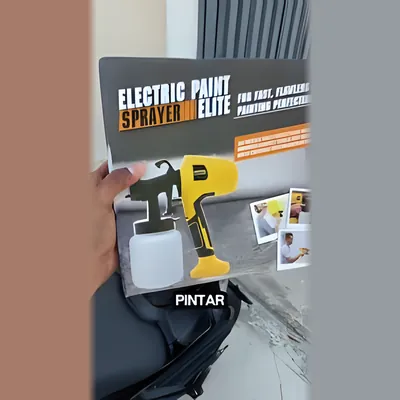 ELECTRIC PAINT
SPRAYER ELITE
FOR FAST, FLAWLESS
PAINTING PERFECTION
PINTAR